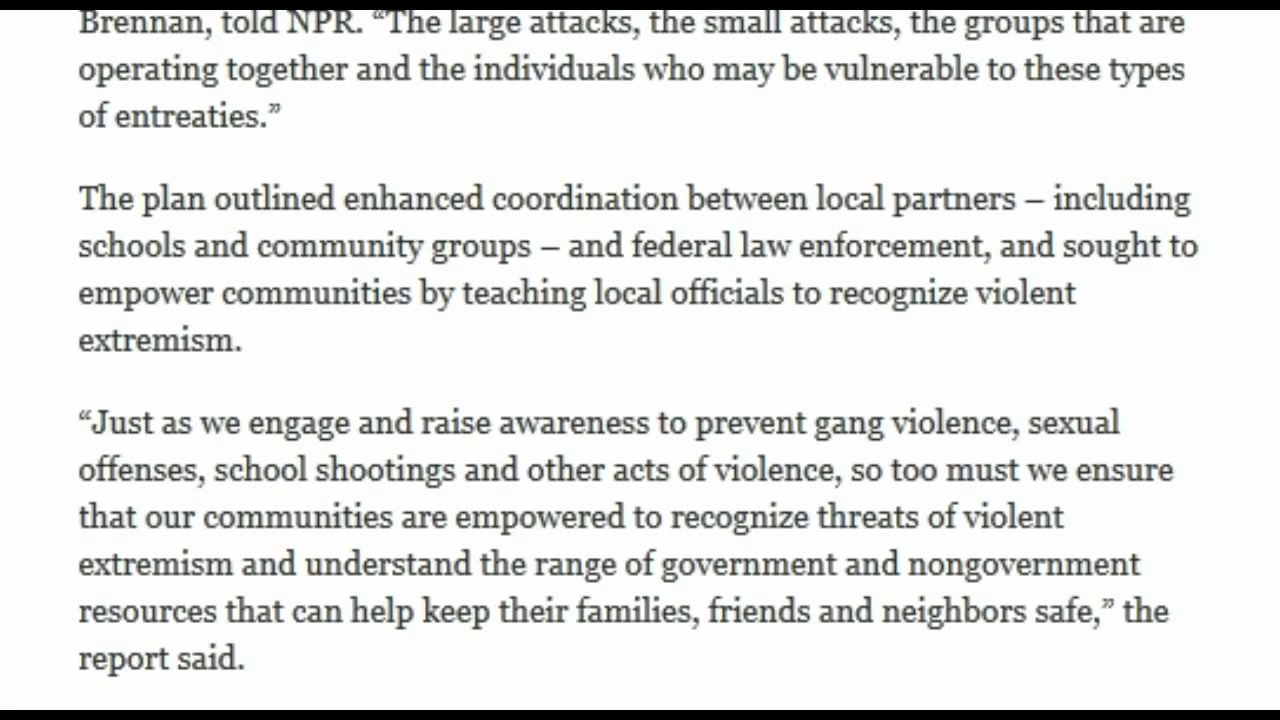 Brennan, told NPR. “The large attacks, the small attacks, the groups that are
operating together and the individuals who may be vulnerable to these types
of entreaties.”
The plan outlined enhanced coordination between local partners – including
schools and community groups – and federal law enforcement, and sought to
empower communities by teaching local officials to recognize violent
extremism.
“Just as we engage and raise awareness to prevent gang violence, sexual
offenses, school shootings and other acts of violence, so too must we ensure
that our communities are empowered to recognize threats of violent
extremism and understand the range of government and nongovernment
resources that can help keep their families, friends and neighbors safe,” the
report said.